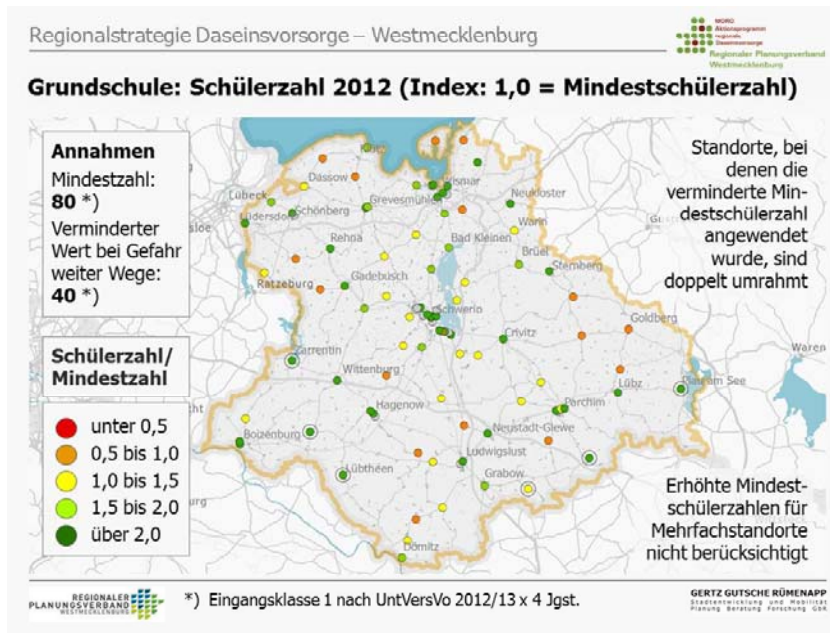 Regionalstrategie Daseinsvorsorge – Westmecklenburg
MORO
Aktionsprogramm
regionale
Daseinsvorsorge
Regionaler Planungsverband
Westmecklenburg
Grundschule: Schülerzahl 2012 (Index: 1,0 = Mindestschülerzahl)
Annahmen
Mindestzahl:
80 *)
Verminderter
Wert bei Gefahr
weiter Wege:
40 *)
Standorte, bei
denen die
verminderte Min-
destschülerzahl
angewendet
wurde, sind
doppelt umrahmt
Schülerzahl/
Mindestzahl
unter 0,5
0,5 bis 1,0
1,0 bis 1,5
1,5 bis 2,0
über 2,0
Dassow
Wismar
Lübeck
Grevesmühlen
Neukloster
Lüdersdorf
Schönberg
Warin
Rehna
Bad Kleinen
Brüel
Sternberg
Ratzeburg
Gadebusch
Schwerin
Goldberg
Crivitz
Waren
Zarrentin
Wittenburg
Lübz
Plau am See
Hagenow
Parchim
Boizenburg
Neustadt-Glewe
Ludwigslust
Lübtheen
Grabow
Dömitz
Erhöhte Mindest-
schülerzahlen für
Mehrfachstandorte
nicht berücksichtigt
REGIONALER
PLANUNGSVERBAND
WESTMECKLENBURG
*) Eingangsklasse 1 nach UntVersVo 2012/13 x 4 Jgst.
GERTZ GUTSCHE RÜMENAPP
Stadtentwicklung und Mobilität
Planung Beratung Forschung GbR